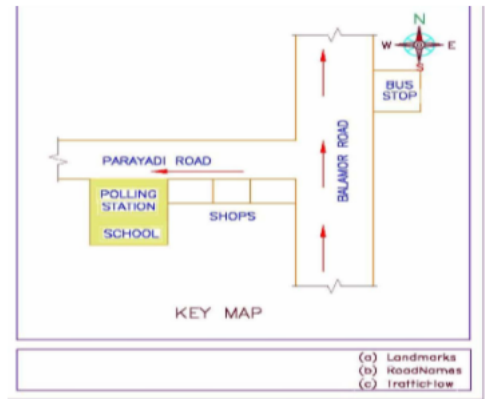 N
W E
S
BUS
STOP
BALAMOR ROAD
PARAYADI ROAD
POLLING
STATION
SCHOOL
SHOPS
KEY MAP
(a) Landmarks
(b) RoadNames
(c) TrafficFlow